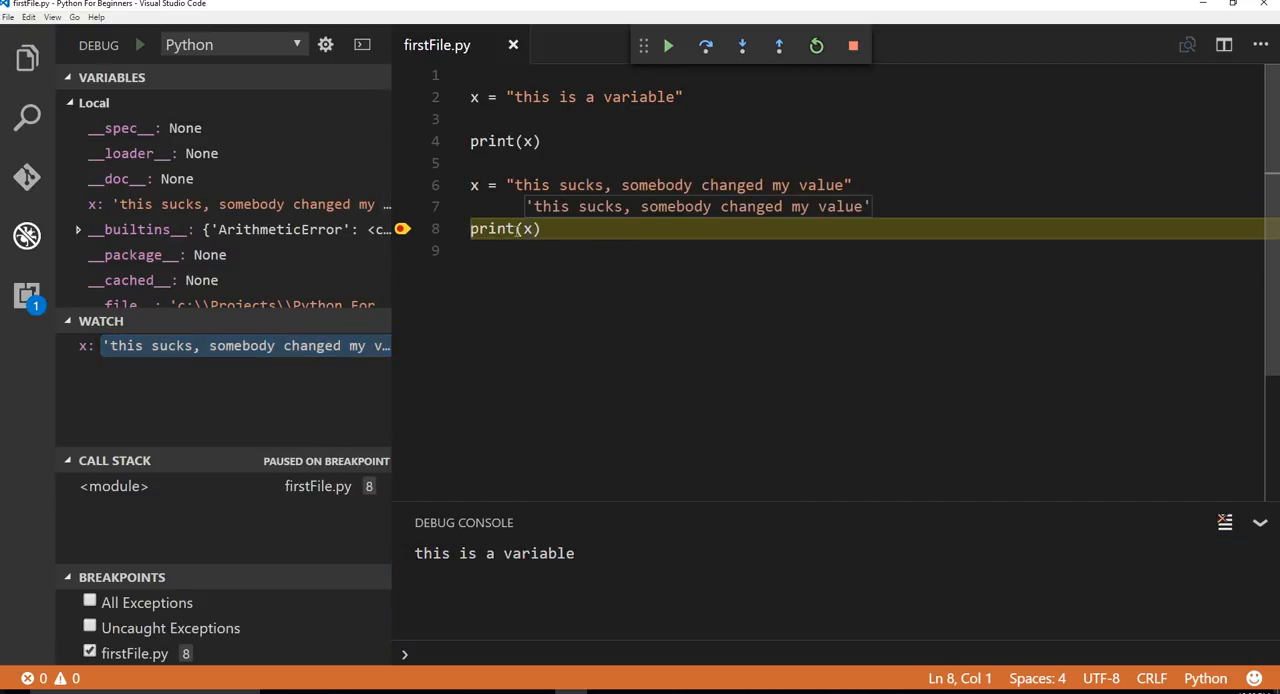 firstFile.py - Python For Beginners - Visual Studio Code
File Edit View Go Help
DEBUG Python
firstFile.py
VARIABLES
Local
__spec__: None
__loader__: None
__doc__: None
x: 'this sucks, somebody changed my …
__builtins__: {'ArithmeticError': <c…
__package__: None
__cached__: None
file : 'c:\\Projects\\Python For
WATCH
x: 'this sucks, somebody changed my v…
CALL STACK PAUSED ON BREAKPOINT
<module> firstFile.py 8
BREAKPOINTS
All Exceptions
Uncaught Exceptions
firstFile.py 8
1
1
2 x = "this is a variable"
3
4 print(x)
5
6 x = "this sucks, somebody changed my value"
7 'this sucks, somebody changed my value'
8 print(x)
9
DEBUG CONSOLE
this is a variable
0 0 Ln 8, Col 1 Spaces: 4 UTF-8 CRLF Python